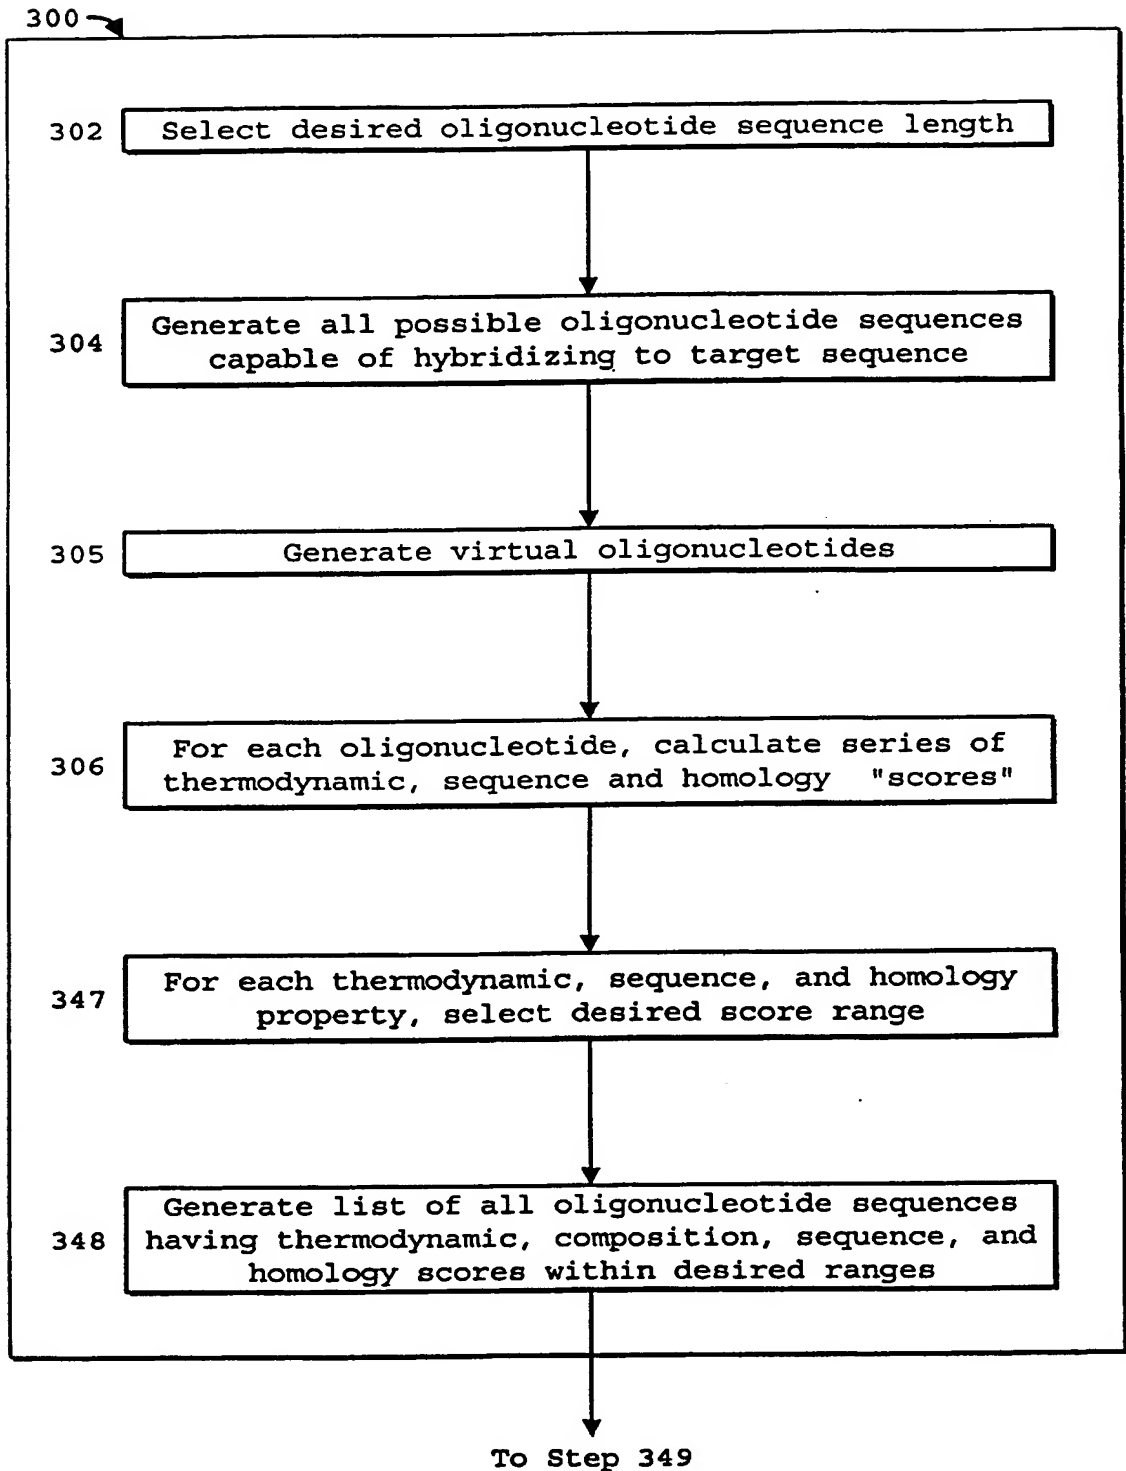 300
302 Select desired oligonucleotide sequence length
304 Generate all possible oligonucleotide sequences
capable of hybridizing to target sequence
305 Generate virtual oligonucleotides
306 For each oligonucleotide, calculate series of
thermodynamic, sequence and homology "scores"
347 For each thermodynamic, sequence, and homology
property, select desired score range
348 Generate list of all oligonucleotide sequences
having thermodynamic, composition, sequence, and
homology scores within desired ranges
To Step 349